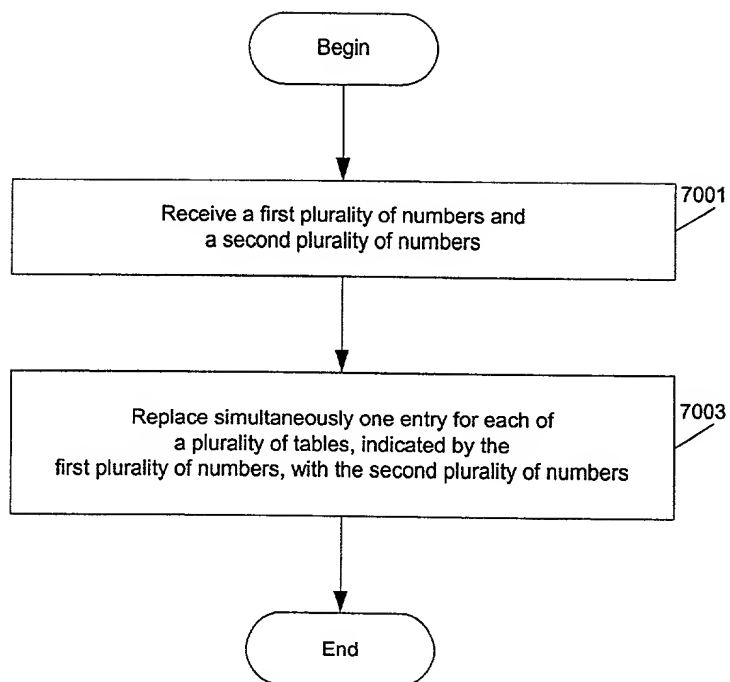 Begin
7001
Receive a first plurality of numbers and
a second plurality of numbers
7003
Replace simultaneously one entry for each of
a plurality of tables, indicated by the
first plurality of numbers, with the second plurality of numbers
End